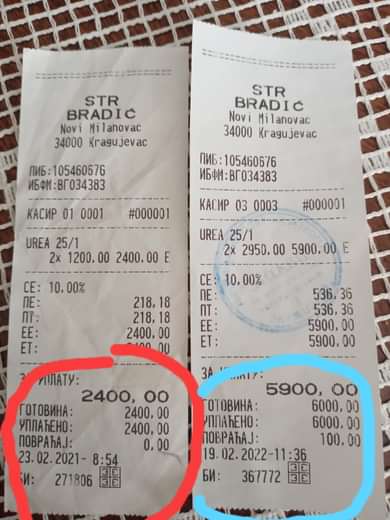 STR
BRADIĆ
Novi Milanovac
34000 Kragujevac
ПИБ:105460676
ИБФМ:ВГ034383
КАСИР 01 0001 #000001
UREA 25/1
2x 1200.00 2400.00 E
СЕ: 10.00%
ПЕ: 218.18
ПТ: 218.18
ЕЕ: 2400.00
ЕТ: 2400.00
ЗА УПЛАТУ:
2400,00
ГОТОВИНА: 2400,00
УПЛАЋЕНО: 2400,00
ПОВРАЋАЈ: 0,00
23.02.2021- 8:54
БИ: 271806
STR
BRADIĆ
Novi Milanovac
34000 Kragujevac
ПИБ:105460676
ИБФМ:ВГ034383
КАСИР 03 0003 #000001
UREA 25/1
2x 2950.00 5900.00 E
СЕ: 10.00%
ПЕ: 536.36
ПТ: 536.36
ЕЕ: 5900.00
ЕТ: 5900.00
ЗА УПЛАТУ:
5900,00
ГОТОВИНА: 6000,00
УПЛАЋЕНО: 6000,00
ПОВРАЋАЈ: 100,00
19.02.2022-11:36
БИ: 367772